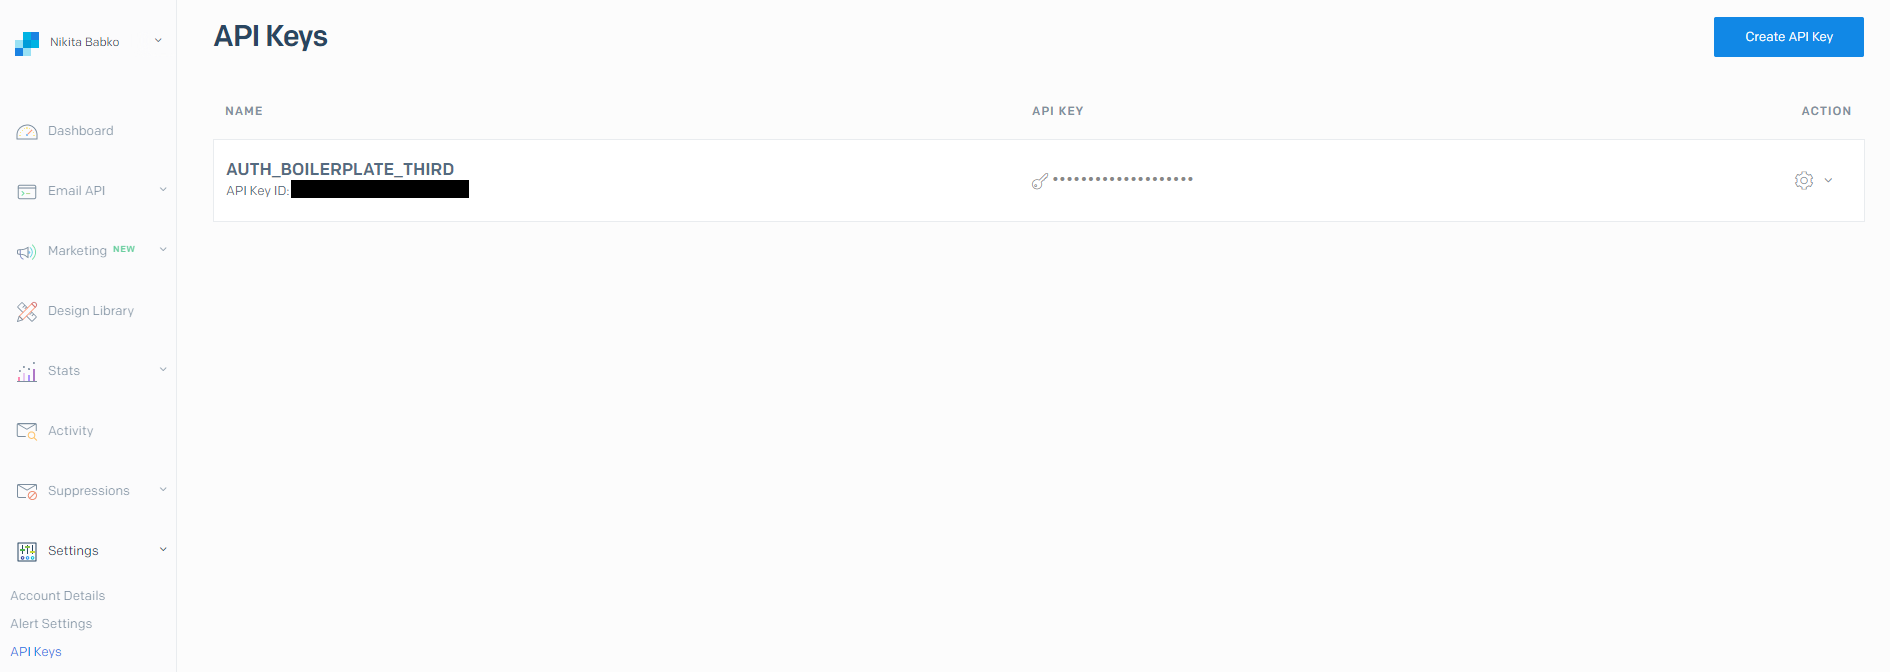 Nikita Babko
Dashboard
Email API
Marketing NEW
Design Library
Stats
Activity
Suppressions
Settings
Account Details
Alert Settings
API Keys
API Keys
Create API Key
NAME API KEY ACTION
AUTH_BOILERPLATE_THIRD
API Key ID:
••••••••••••••••••••